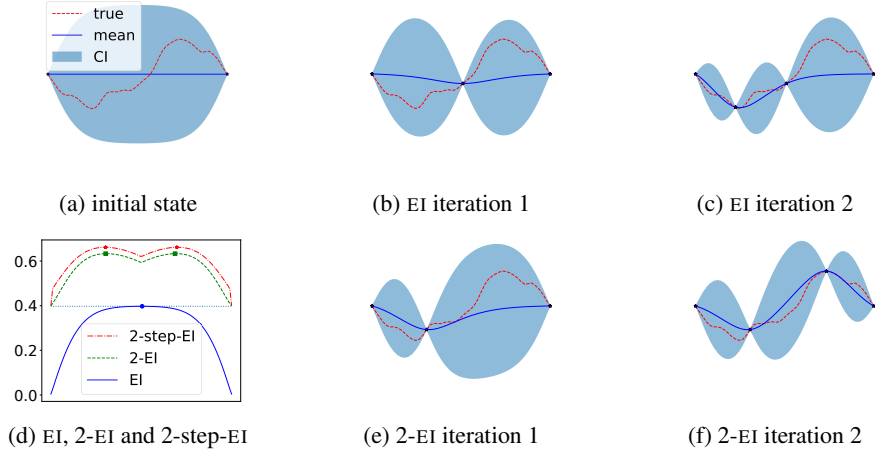 true
mean
CI
(a) initial state
(b) EI iteration 1
(c) EI iteration 2
0.6
0.4
0.2
0.0
2-step-EI
2-EI
EI
(d) EI, 2-EI and 2-step-EI
(e) 2-EI iteration 1
(f) 2-EI iteration 2